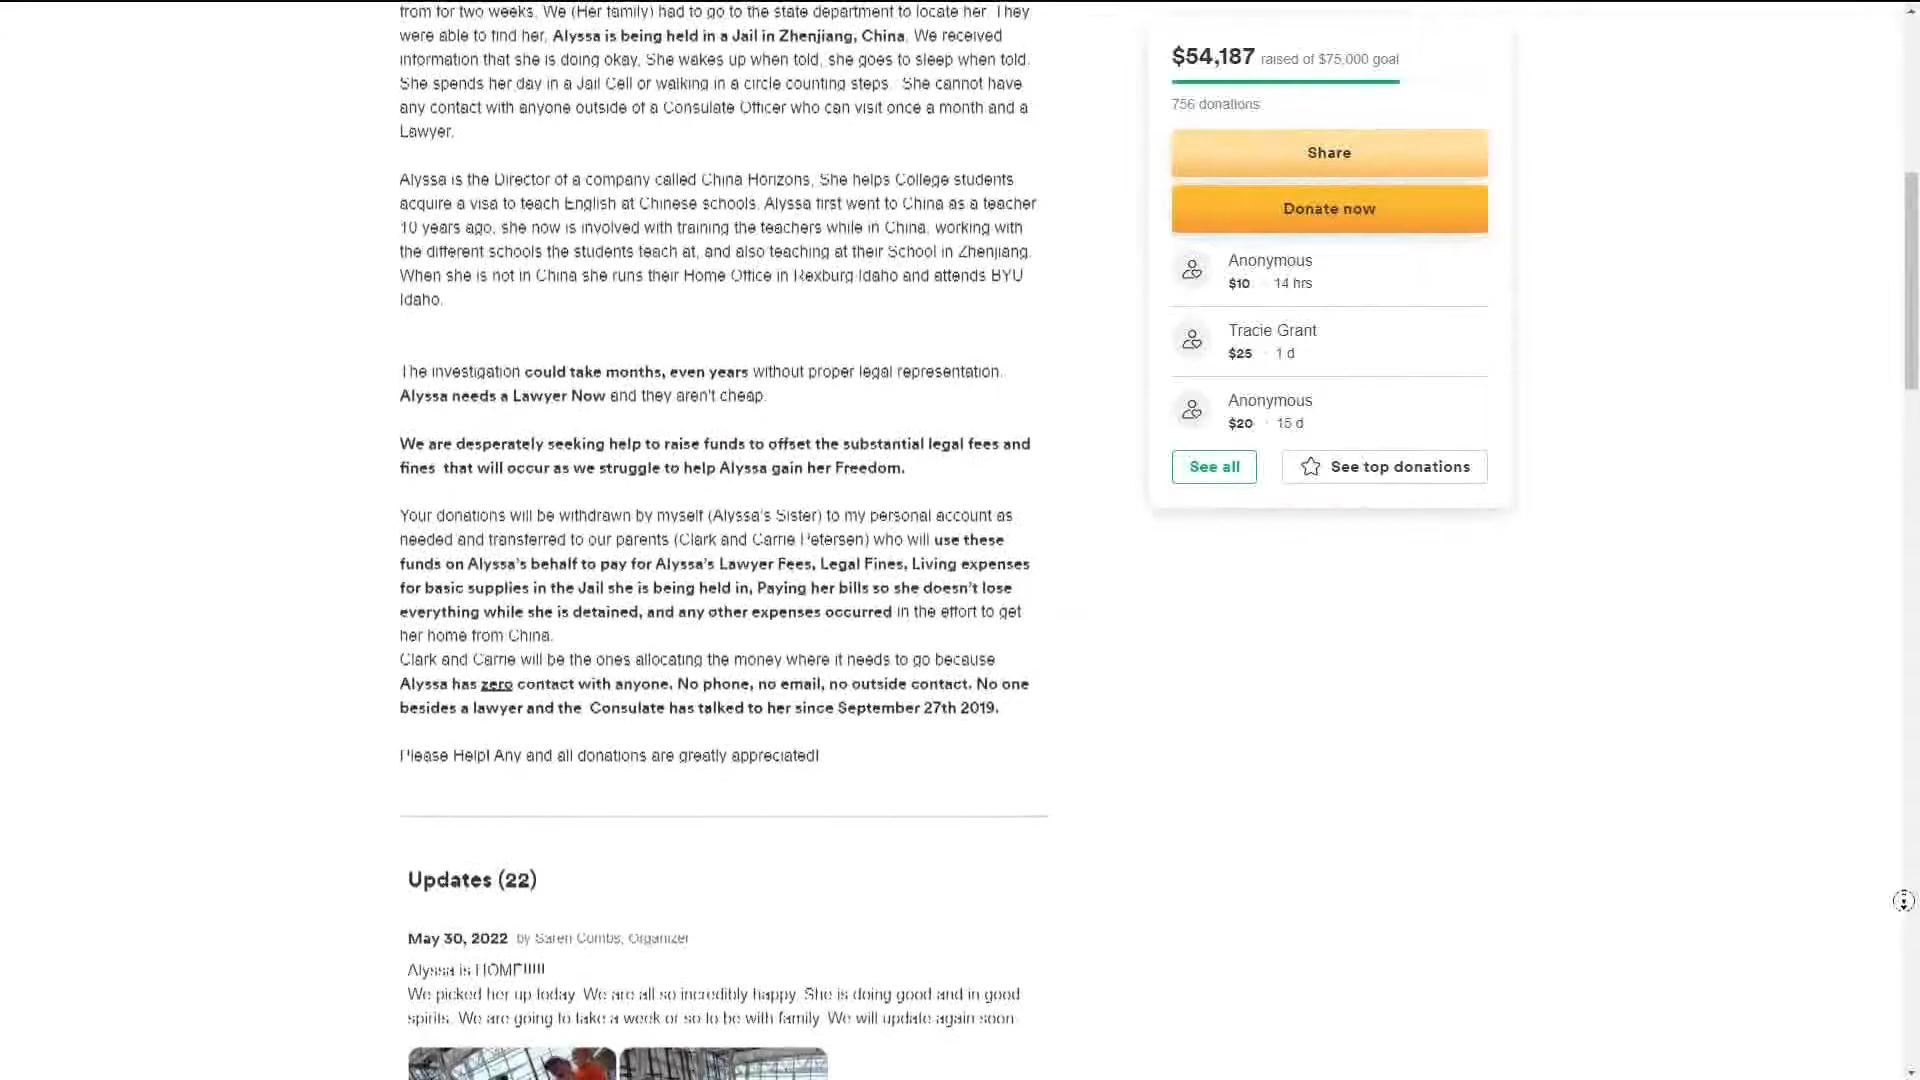 from for two weeks. We (Her family) had to go to the state department to locate her. They
were able to find her. Alyssa is being held in a Jail in Zhenjiang, China. We received
information that she is doing okay. She wakes up when told, she goes to sleep when told.
She spends her day in a Jail Cell or walking in a circle counting steps. She cannot have
any contact with anyone outside of a Consulate Officer who can visit once a month and a
Lawyer.
Alyssa is the Director of a company called China Horizons. She helps College students
acquire a visa to teach English at Chinese schools. Alyssa first went to China as a teacher
10 years ago, she now is involved with training the teachers while in China, working with
the different schools the students teach at, and also teaching at their School in Zhenjiang.
When she is not in China she runs their Home Office in Rexburg Idaho and attends BYU
Idaho.
The investigation could take months, even years without proper legal representation.
Alyssa needs a Lawyer Now and they aren't cheap.
We are desperately seeking help to raise funds to offset the substantial legal fees and
fines that will occur as we struggle to help Alyssa gain her Freedom.
Your donations will be withdrawn by myself (Alyssa's Sister) to my personal account as
needed and transferred to our parents (Clark and Carrie Petersen) who will use these
funds on Alyssa's behalf to pay for Alyssa's Lawyer Fees, Legal Fines, Living expenses
for basic supplies in the Jail she is being held in, Paying her bills so she doesn't lose
everything while she is detained, and any other expenses occurred in the effort to get
her home from China.
Clark and Carrie will be the ones allocating the money where it needs to go because
Alyssa has zero contact with anyone. No phone, no email, no outside contact. No one
besides a lawyer and the Consulate has talked to her since September 27th 2019.
Please Help! Any and all donations are greatly appreciated!
Updates (22)
May 30, 2022 by Saren Combs, Organizer
Alyssa is HOME!!!!!
We picked her up today. We are all so incredibly happy. She is doing good and in good
spirits. We are going to take a week or so to be with family. We will update again soon
$54,187 raised of $75,000 goal
756 donations
Share
Donate now
Anonymous
$10 · 14 hrs
Tracie Grant
$25 · 1 d
Anonymous
$20 · 15 d
See all
See top donations